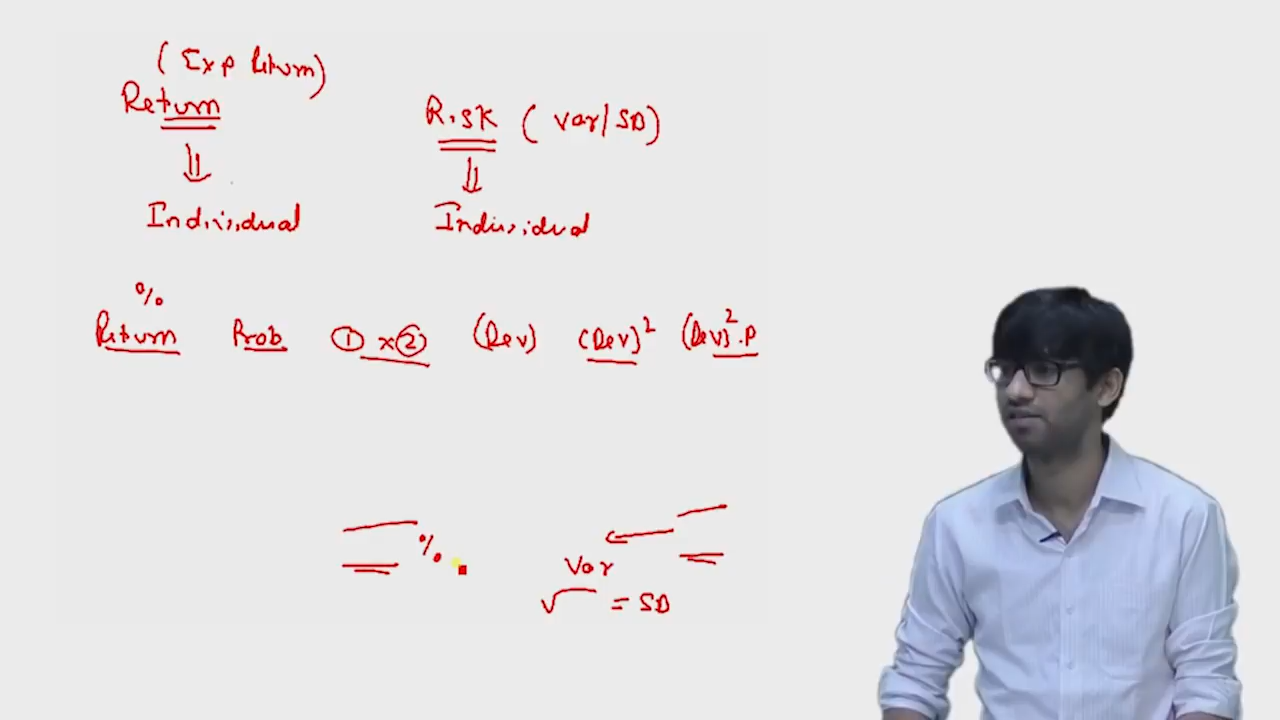 (Exp Return)
Return
Risk (Var/SD)
⇓ ⇓
Individual Individual
%
Return Prob ① × ② (Dev) (Dev)² (Dev)².P
%
Var
√ = SD